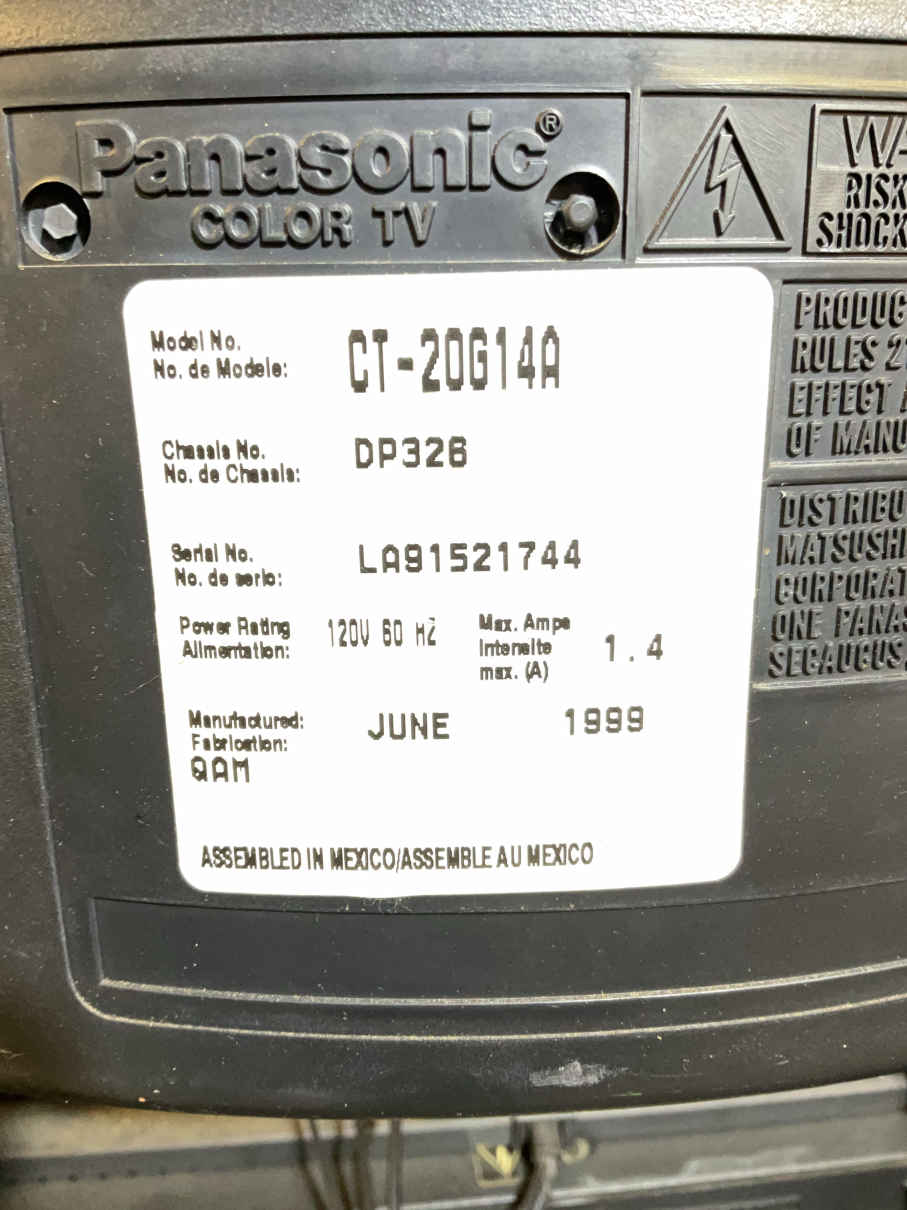 Panasonic®
COLOR TV
WA
RISK
SHOCK
Model No.
No. de Modele:
CT-20G14A
Chassis No.
No. de Chassis:
DP326
Serial No.
No. de serie:
LA91521744
Power Rating
Alimentation:
120V 60 HZ
Max. Amps
Intensite
max. (A)
1.4
Manufactured:
Fabrication:
JUNE 1999
QAM
ASSEMBLED IN MEXICO/ASSEMBLE AU MEXICO
PRODUC
RULES 21
EFFECT A
OF MANU
DISTRIBU
MATSUSHI
CORPORAT
ONE PANAS
SECAUCUS,